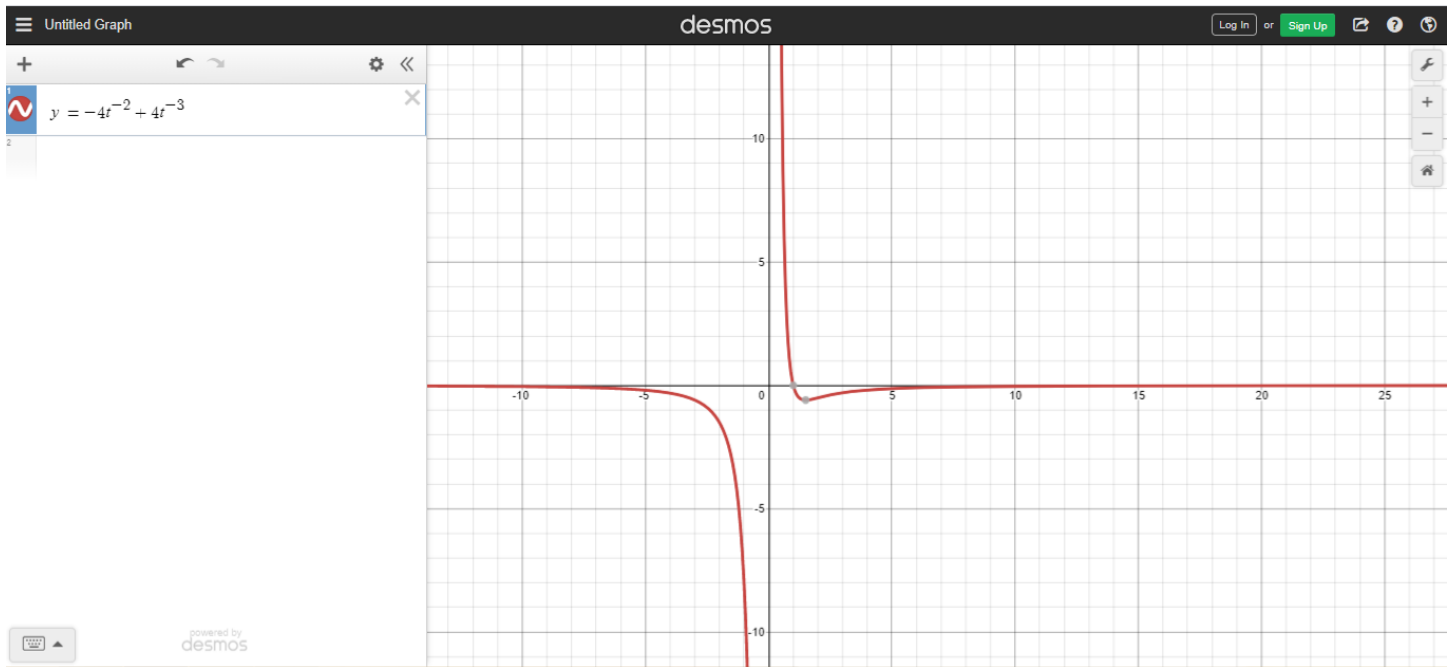 Untitled Graph
desmos
Log In or Sign Up
1
y = −4t^−2 + 4t^−3
2
10
5
-10
-5
0
5
10
15
20
25
-5
-10
powered by
desmos